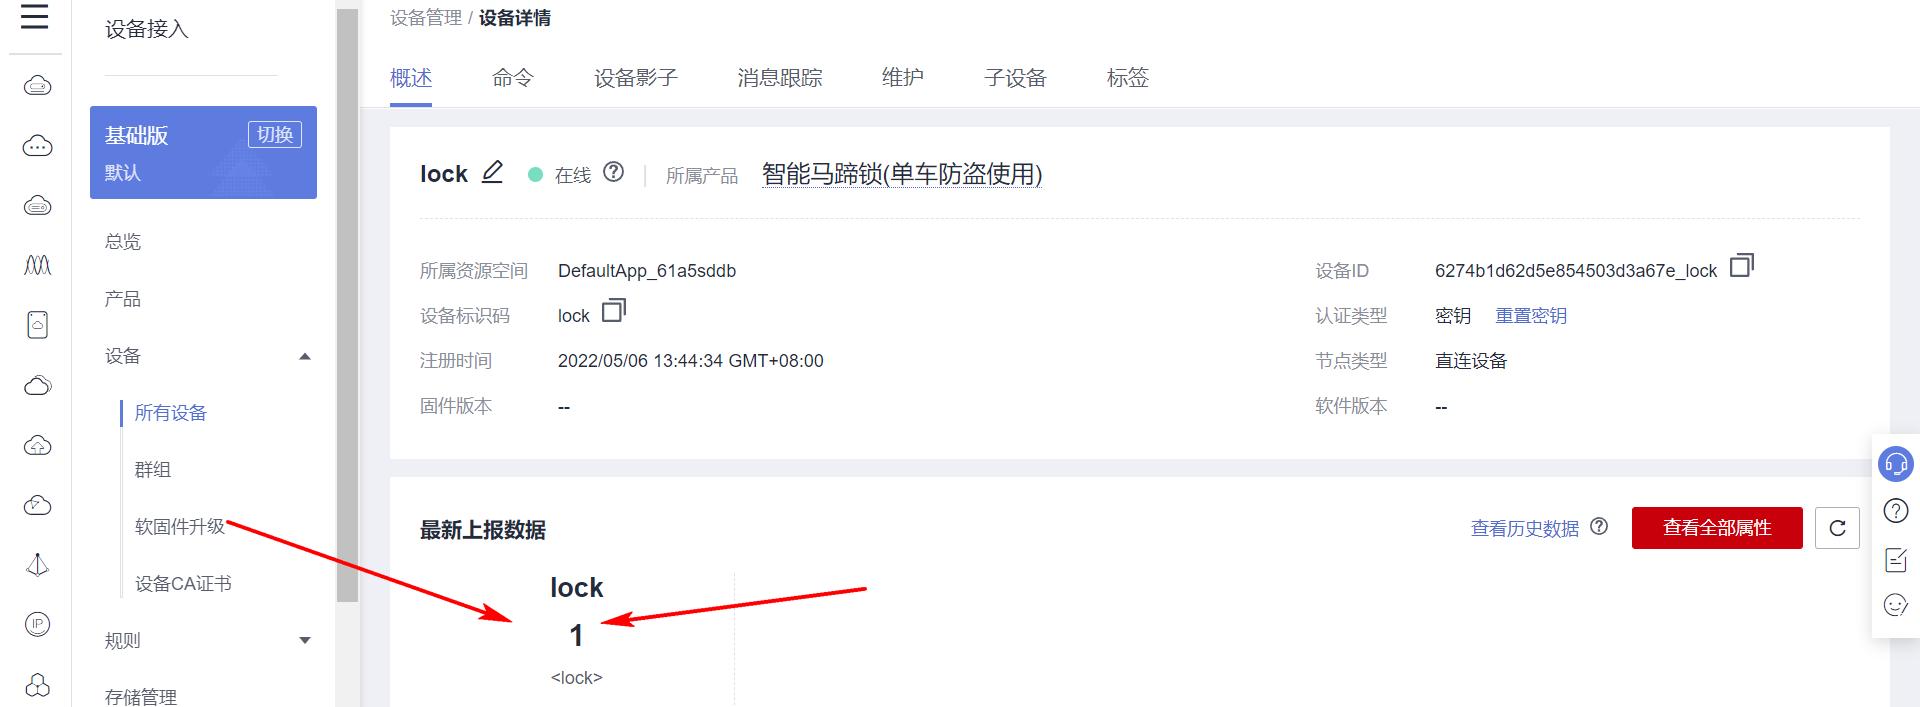 设备接入
基础版
切换
默认
总览
产品
设备
所有设备
群组
软固件升级
设备CA证书
规则
存储管理
IP
设备管理 / 设备详情
概述 命令 设备影子 消息跟踪 维护 子设备 标签
lock 在线 所属产品 智能马蹄锁(单车防盗使用)
所属资源空间 DefaultApp_61a5sddb
设备ID 6274b1d62d5e854503d3a67e_lock
设备标识码 lock
认证类型 密钥 重置密钥
注册时间 2022/05/06 13:44:34 GMT+08:00
节点类型 直连设备
固件版本 --
软件版本 --
最新上报数据 查看历史数据 查看全部属性
lock
1
<lock>